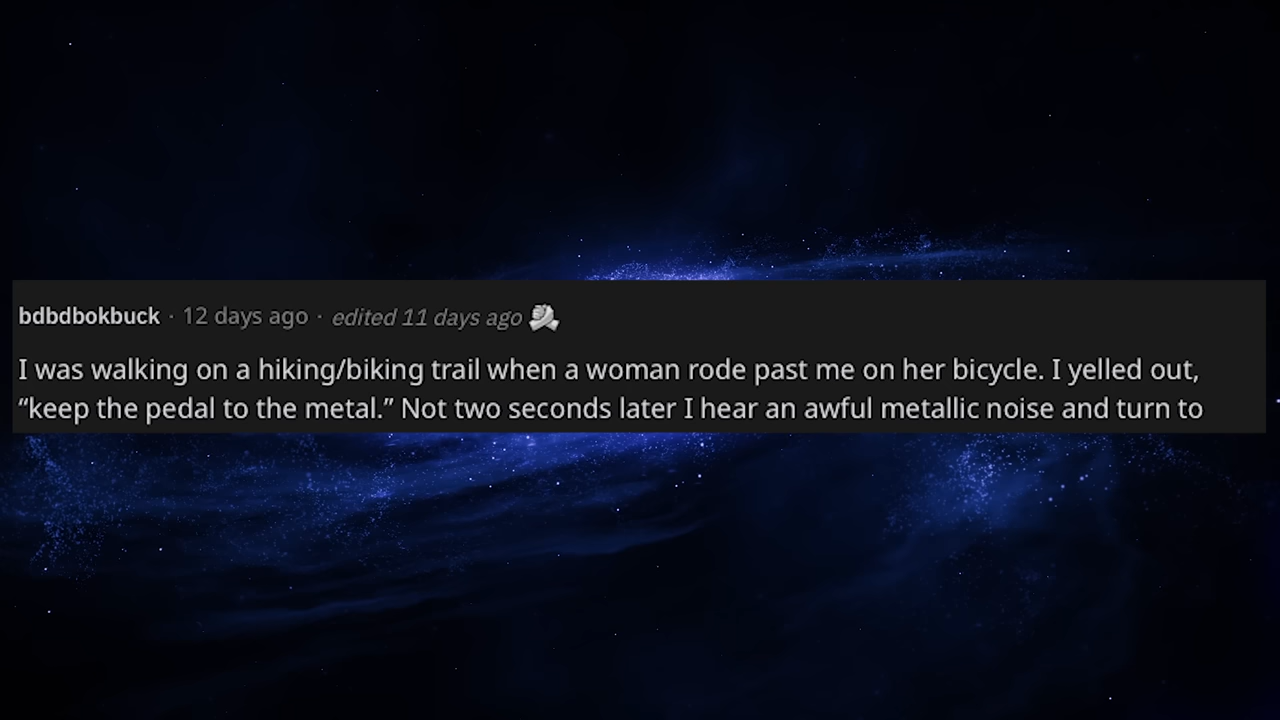 bdbdbokbuck · 12 days ago · edited 11 days ago
I was walking on a hiking/biking trail when a woman rode past me on her bicycle. I yelled out,
“keep the pedal to the metal.” Not two seconds later I hear an awful metallic noise and turn to